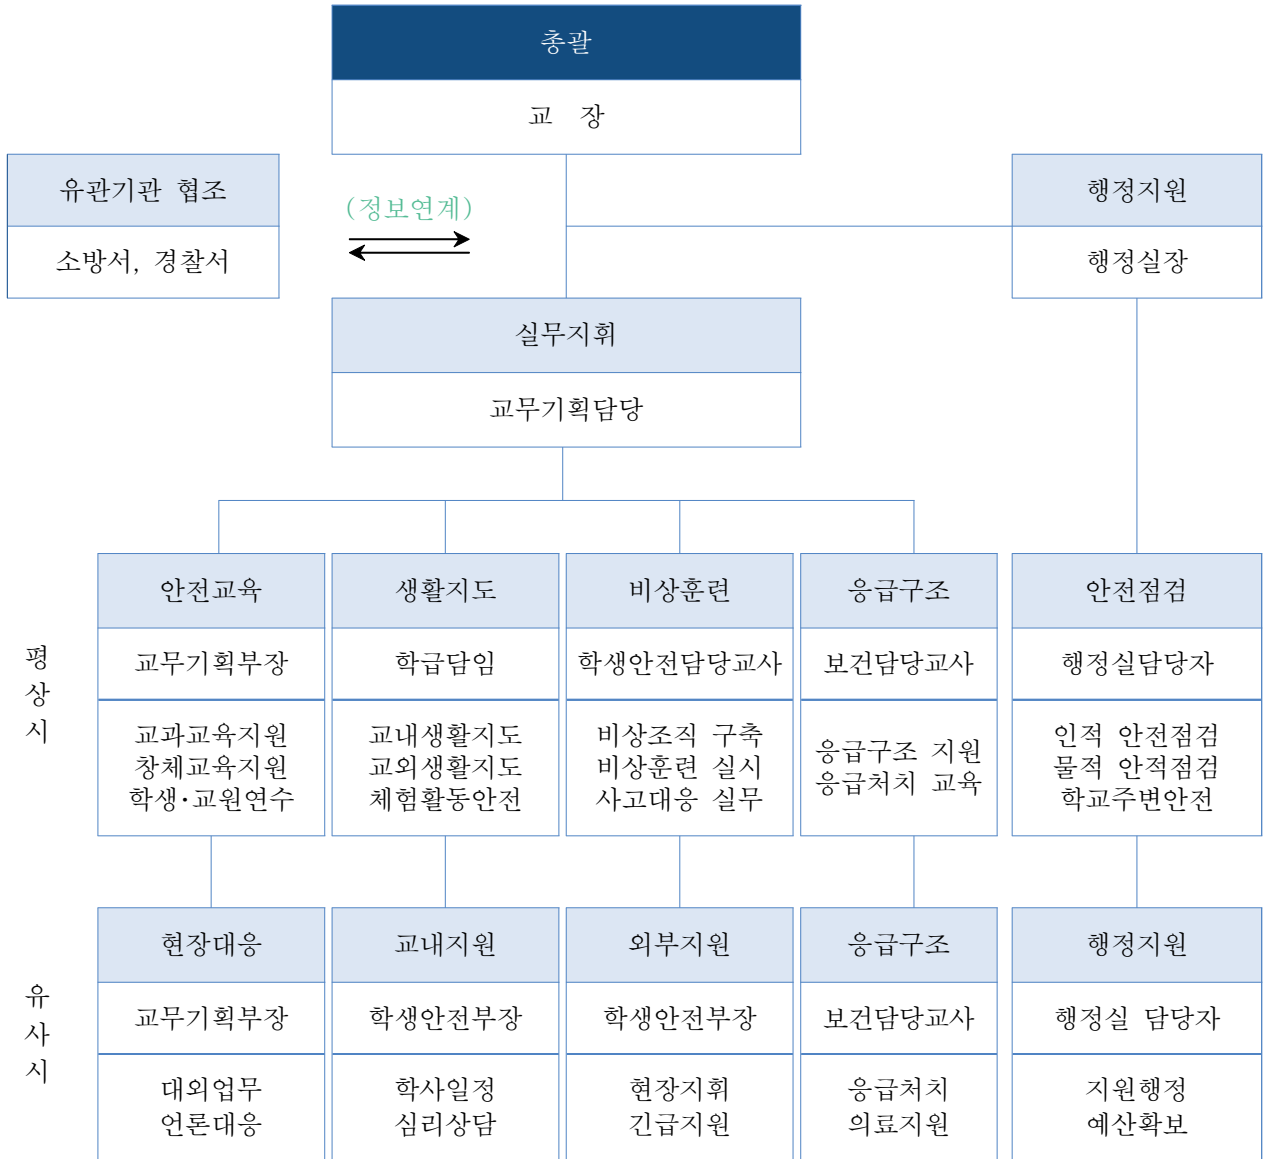 총괄
교 장
유관기관 협조
소방서, 경찰서
(정보연계)
행정지원
행정실장
실무지휘
교무기획담당
평상시
안전교육
교무기획부장
교과교육지원
창체교육지원
학생·교원연수
생활지도
학급담임
교내생활지도
교외생활지도
체험활동안전
비상훈련
학생안전담당교사
비상조직 구축
비상훈련 실시
사고대응 실무
응급구조
보건담당교사
응급구조 지원
응급처치 교육
안전점검
행정실담당자
인적 안전점검
물적 안적점검
학교주변안전
유사시
현장대응
교무기획부장
대외업무
언론대응
교내지원
학생안전부장
학사일정
심리상담
외부지원
학생안전부장
현장지휘
긴급지원
응급구조
보건담당교사
응급처치
의료지원
행정지원
행정실 담당자
지원행정
예산확보